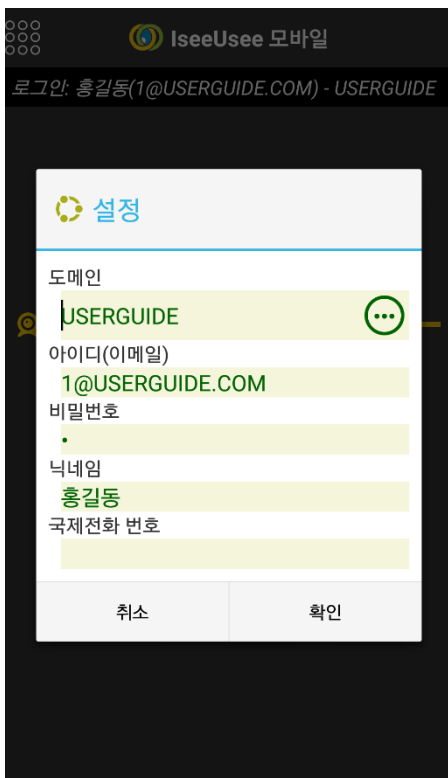 IseeUsee 모바일
로그인: 홍길동(1@USERGUIDE.COM) - USERGUIDE
설정
도메인
USERGUIDE
아이디(이메일)
1@USERGUIDE.COM
비밀번호
•
닉네임
홍길동
국제전화 번호
취소 확인